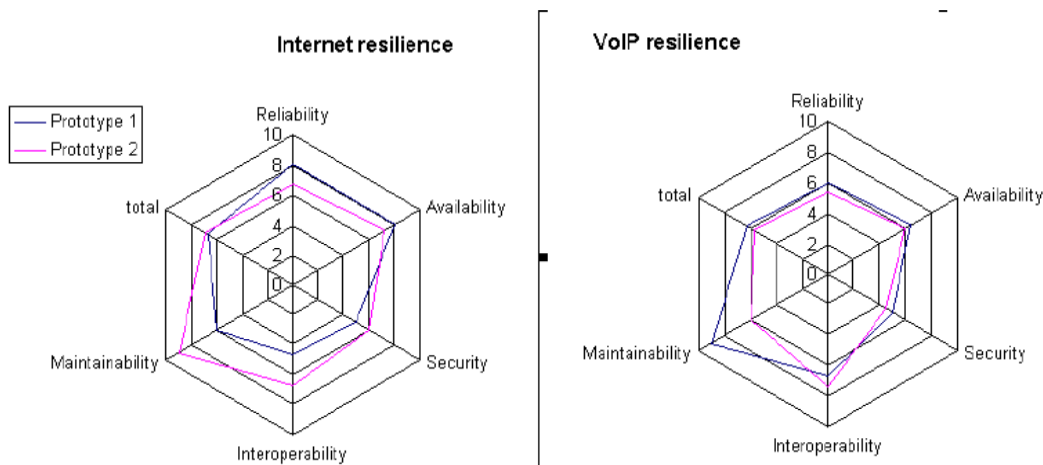 Internet resilience
Prototype 1
Prototype 2
Reliability
10
8
6
4
2
0
total
Availability
Maintainability
Security
Interoperability
VoIP resilience
Reliability
10
8
6
4
2
0
total
Availability
Maintainability
Security
Interoperability